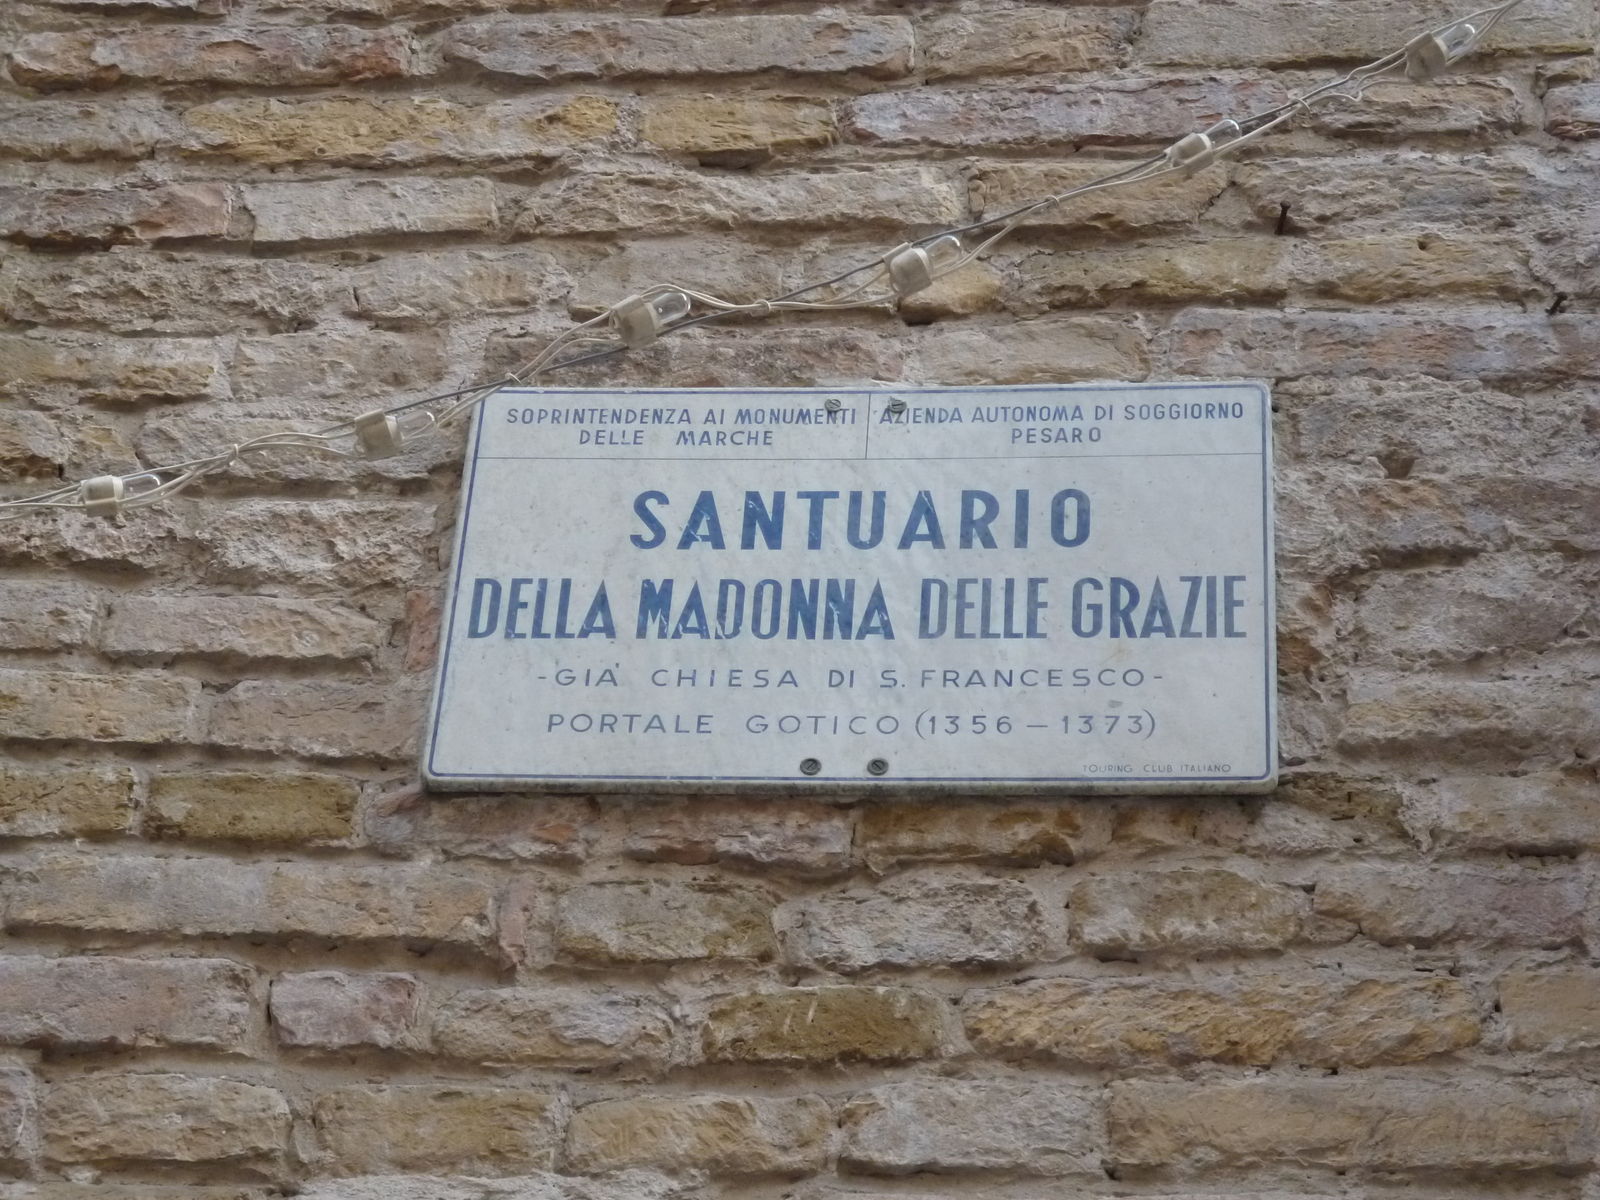 SOPRINTENDENZA AI MONUMENTI
DELLE MARCHE
AZIENDA AUTONOMA DI SOGGIORNO
PESARO
SANTUARIO
DELLA MADONNA DELLE GRAZIE
-GIA' CHIESA DI S. FRANCESCO-
PORTALE GOTICO (1356 - 1373)
TOURING CLUB ITALIANO